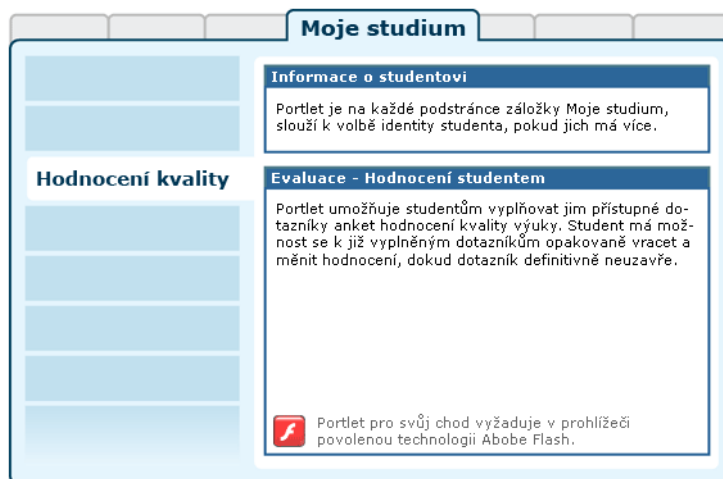 Moje studium
Informace o studentovi
Portlet je na každé podstránce záložky Moje studium,
slouží k volbě identity studenta, pokud jich má více.
Hodnocení kvality
Evaluace - Hodnocení studentem
Portlet umožňuje studentům vyplňovat jim přístupné do-
tazníky anket hodnocení kvality výuky. Student má mož-
nost se k již vyplněným dotazníkům opakovaně vracet a
měnit hodnocení, dokud dotazník definitivně neuzavře.
Portlet pro svůj chod vyžaduje v prohlížeči
povolenou technologii Abobe Flash.